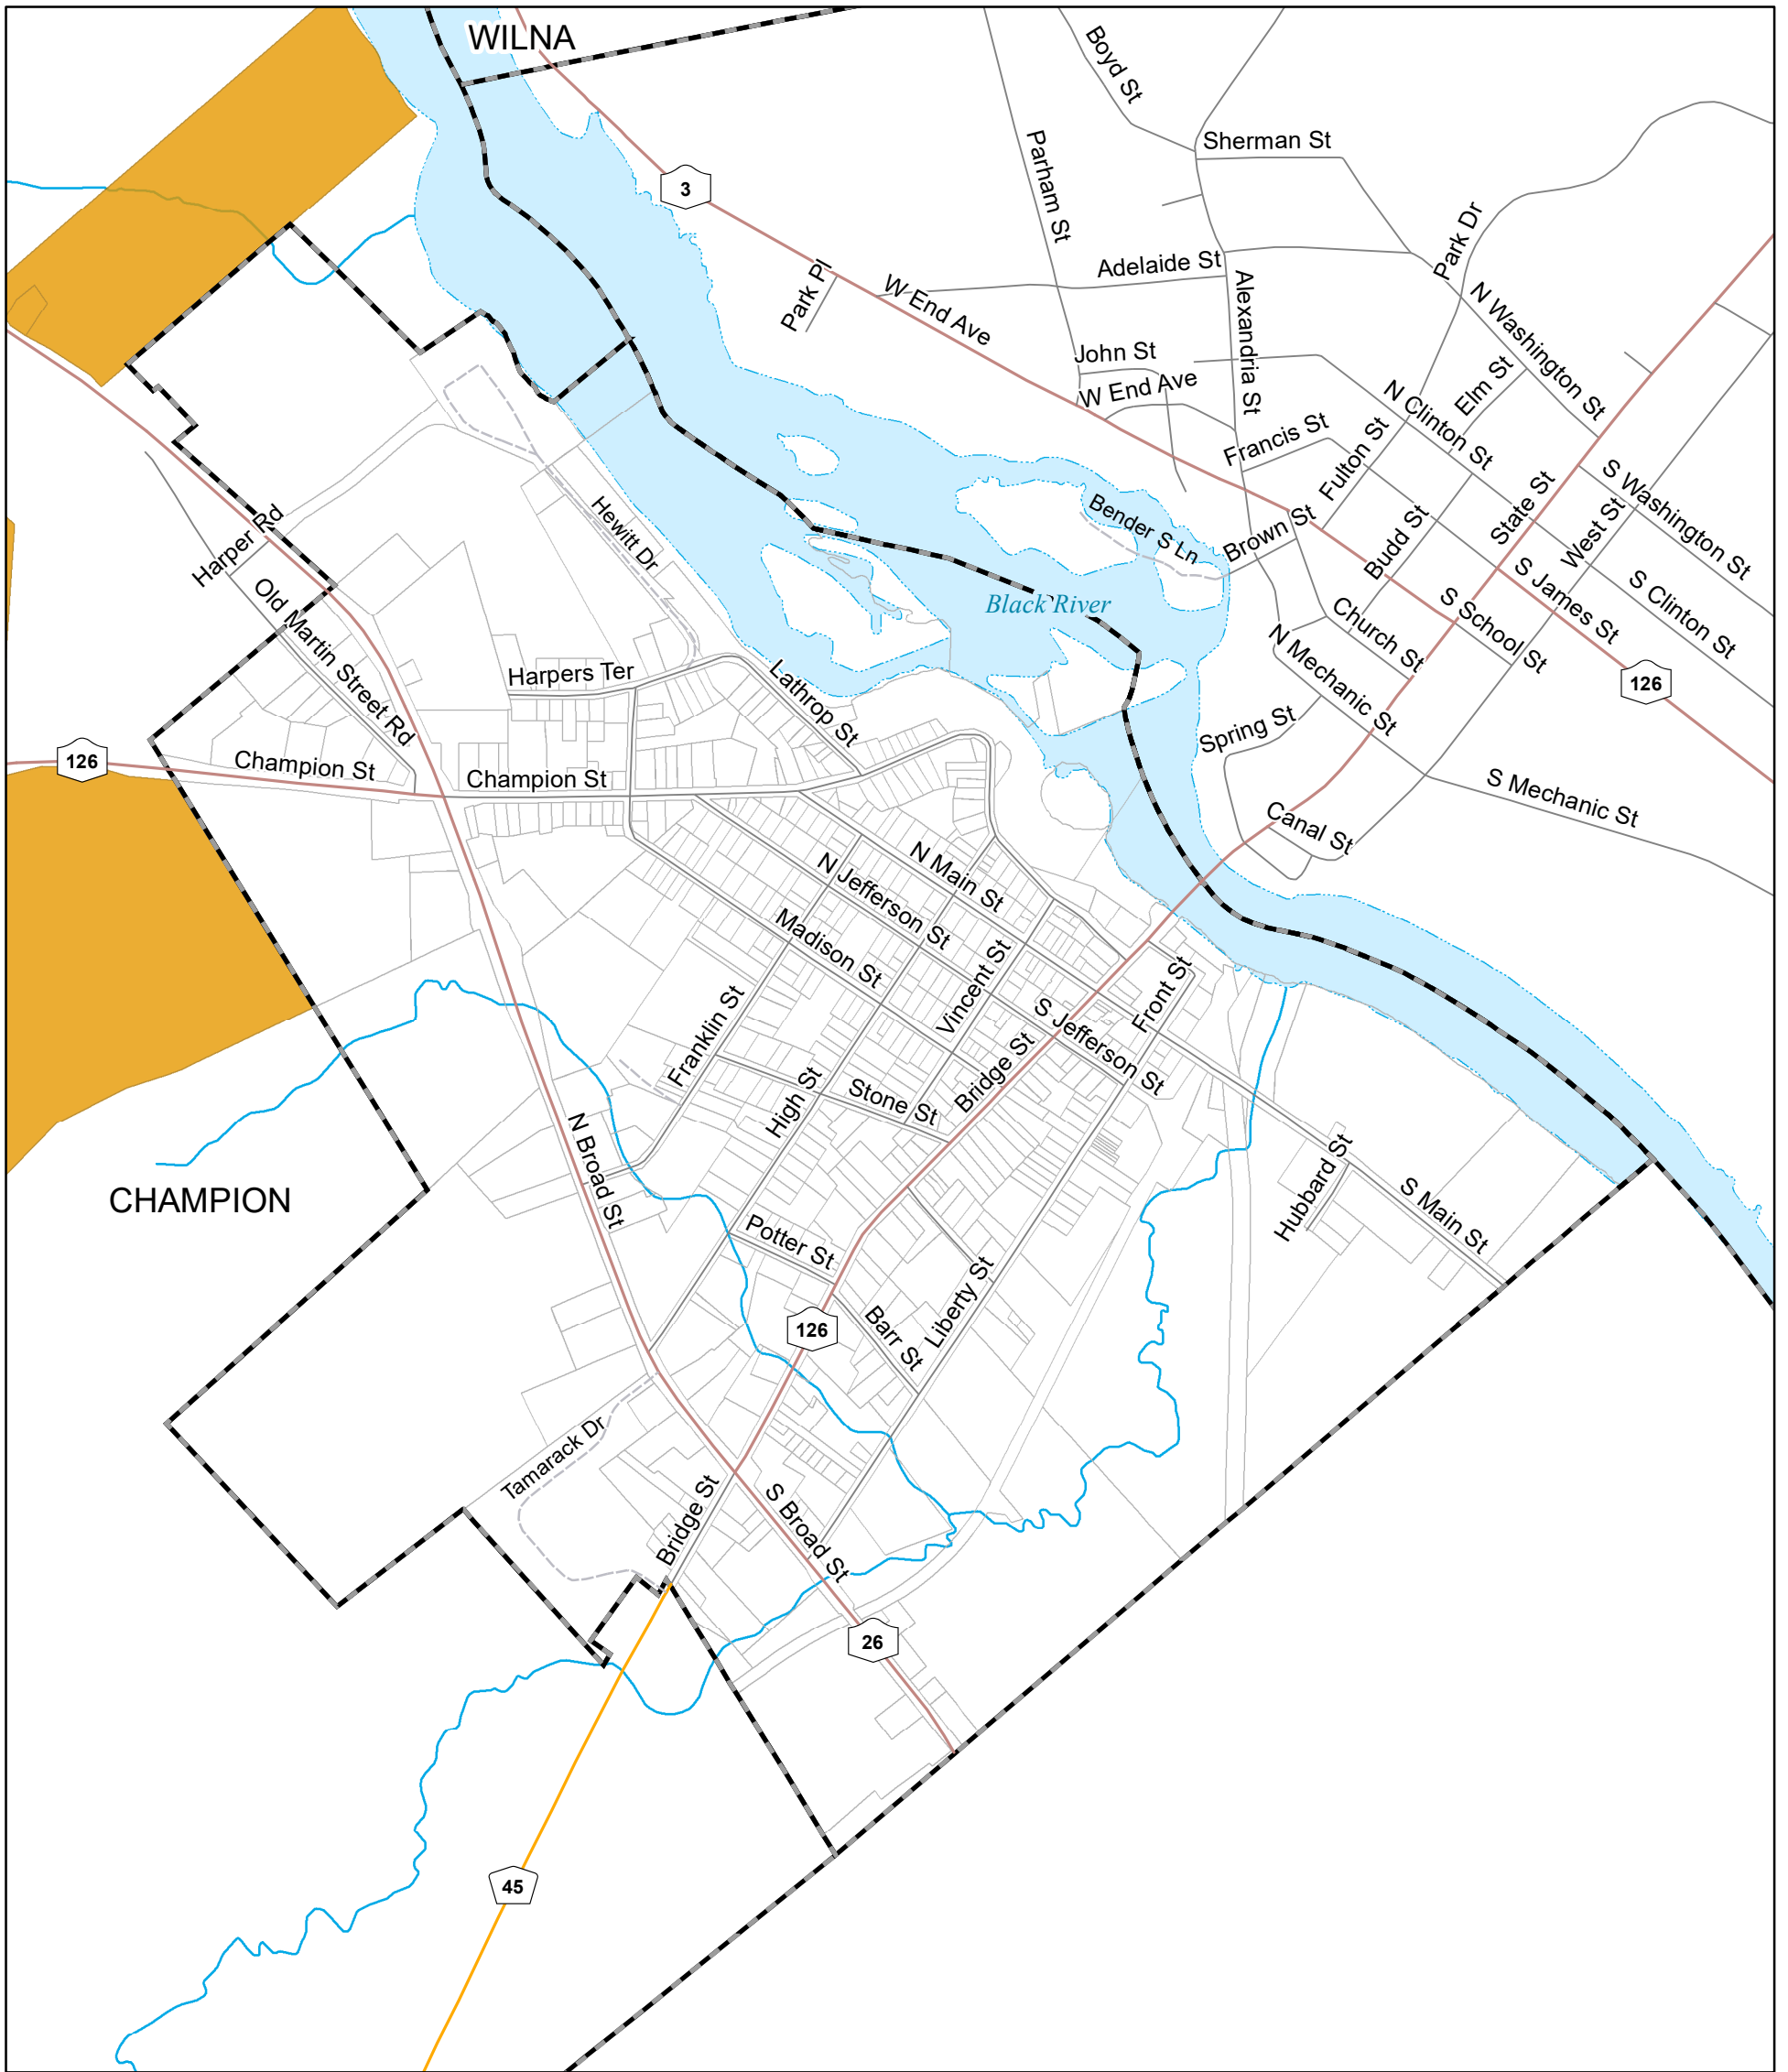 WILNA
Boyd St
Sherman St
3
Parham St
Park Dr
Park Pl
W End Ave
Adelaide St
Alexandria St
N Washington St
John St
W End Ave
Elm St
N Clinton St
Francis St
Fulton St
State St
S Washington St
West St
Hewitt Dr
Bender S Ln
Brown St
Budd St
Harper Rd
Old Martin Street Rd
Black River
S James St
S Clinton St
S School St
Church St
N Mechanic St
126
Harpers Ter
Lathrop St
Spring St
126
Champion St
Champion St
S Mechanic St
Canal St
N Main St
N Jefferson St
Madison St
Vincent St
Front St
Franklin St
S Jefferson St
Bridge St
High St
Stone St
N Broad St
CHAMPION
Hubbard St
S Main St
Potter St
Liberty St
126
Barr St
Tamarack Dr
Bridge St
S Broad St
26
45